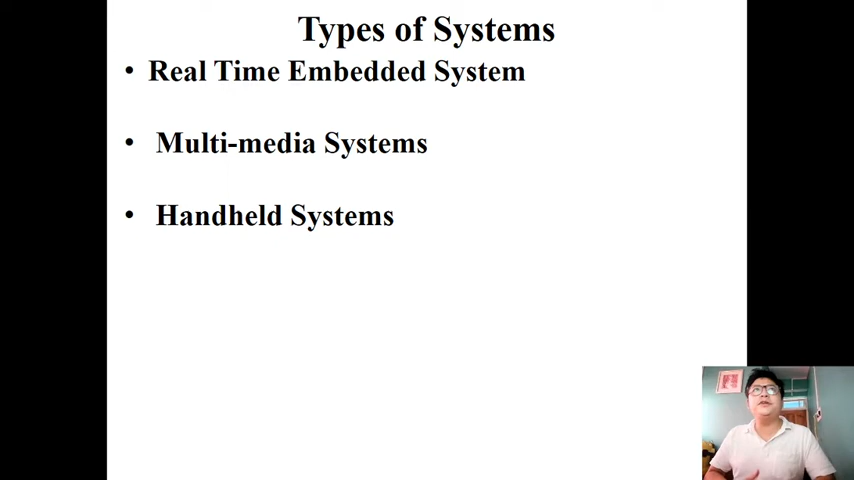 Types of Systems
• Real Time Embedded System
• Multi-media Systems
• Handheld Systems